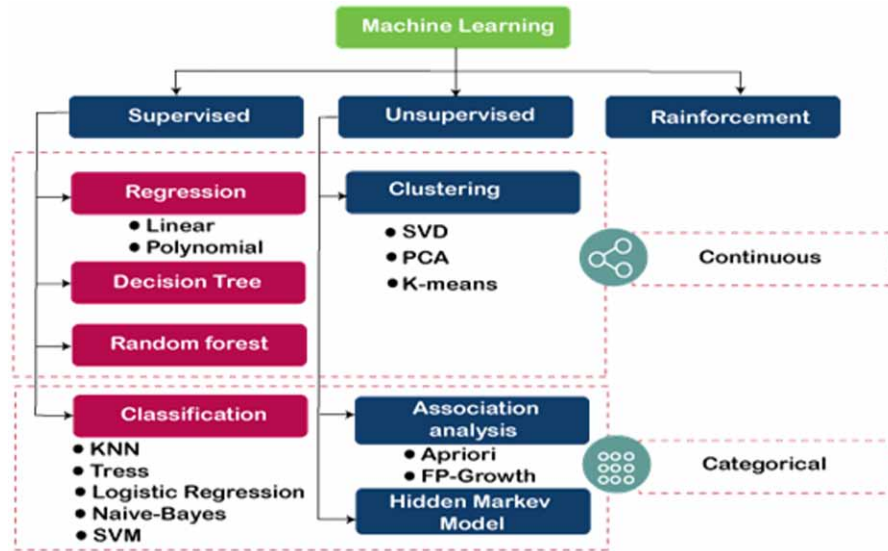 Machine Learning
Supervised
Unsupervised
Rainforcement
Regression
● Linear
● Polynomial
Decision Tree
Random forest
Clustering
● SVD
● PCA
● K-means
Continuous
Classification
● KNN
● Tress
● Logistic Regression
● Naive-Bayes
● SVM
Association
analysis
● Apriori
● FP-Growth
Hidden Markev
Model
Categorical